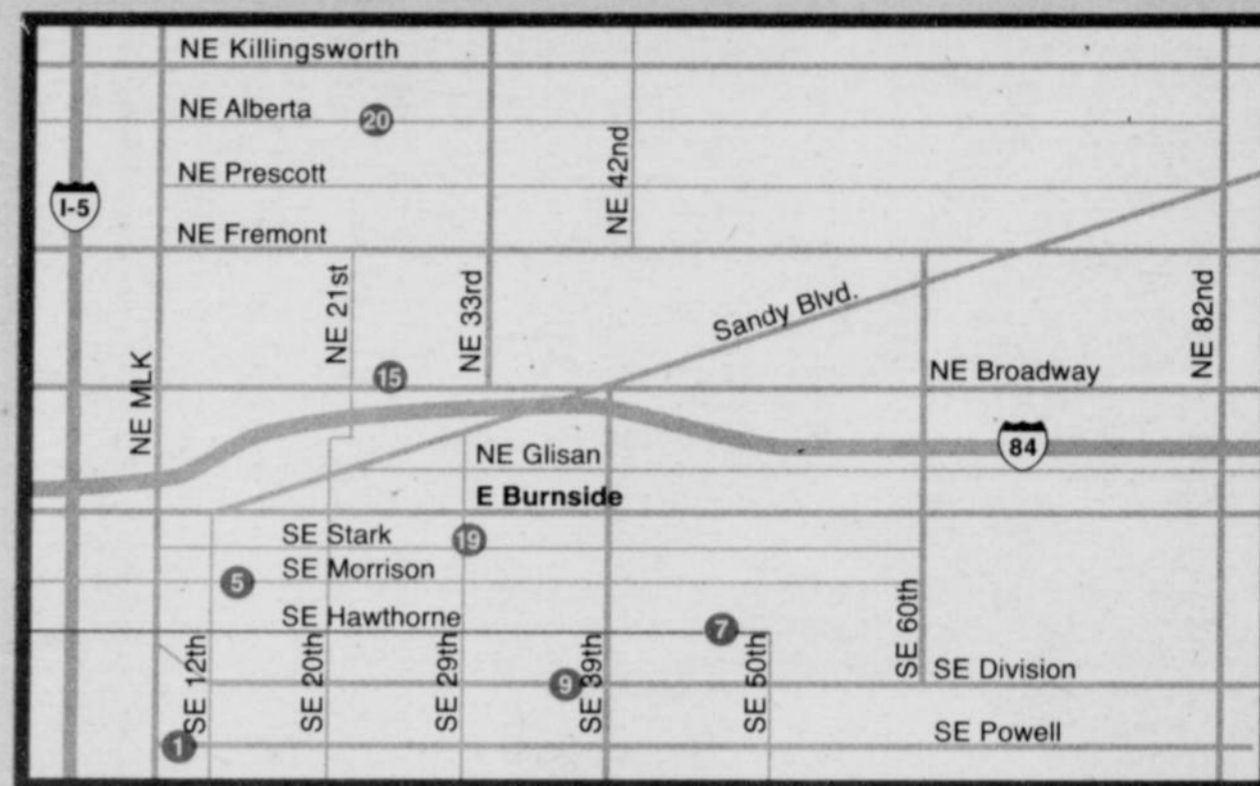 NE Killingsworth
NE Alberta
20
NE Prescott
NE 42nd
I-5
NE Fremont
NE 21st
NE 33rd
Sandy Blvd.
NE 82nd
NE MLK
15
NE Broadway
NE Glisan
84
E Burnside
SE Stark
19
SE Morrison
5
SE Hawthorne
7
SE 60th
SE 12th
SE 20th
SE 29th
SE 39th
SE 50th
9
SE Division
1
SE Powell